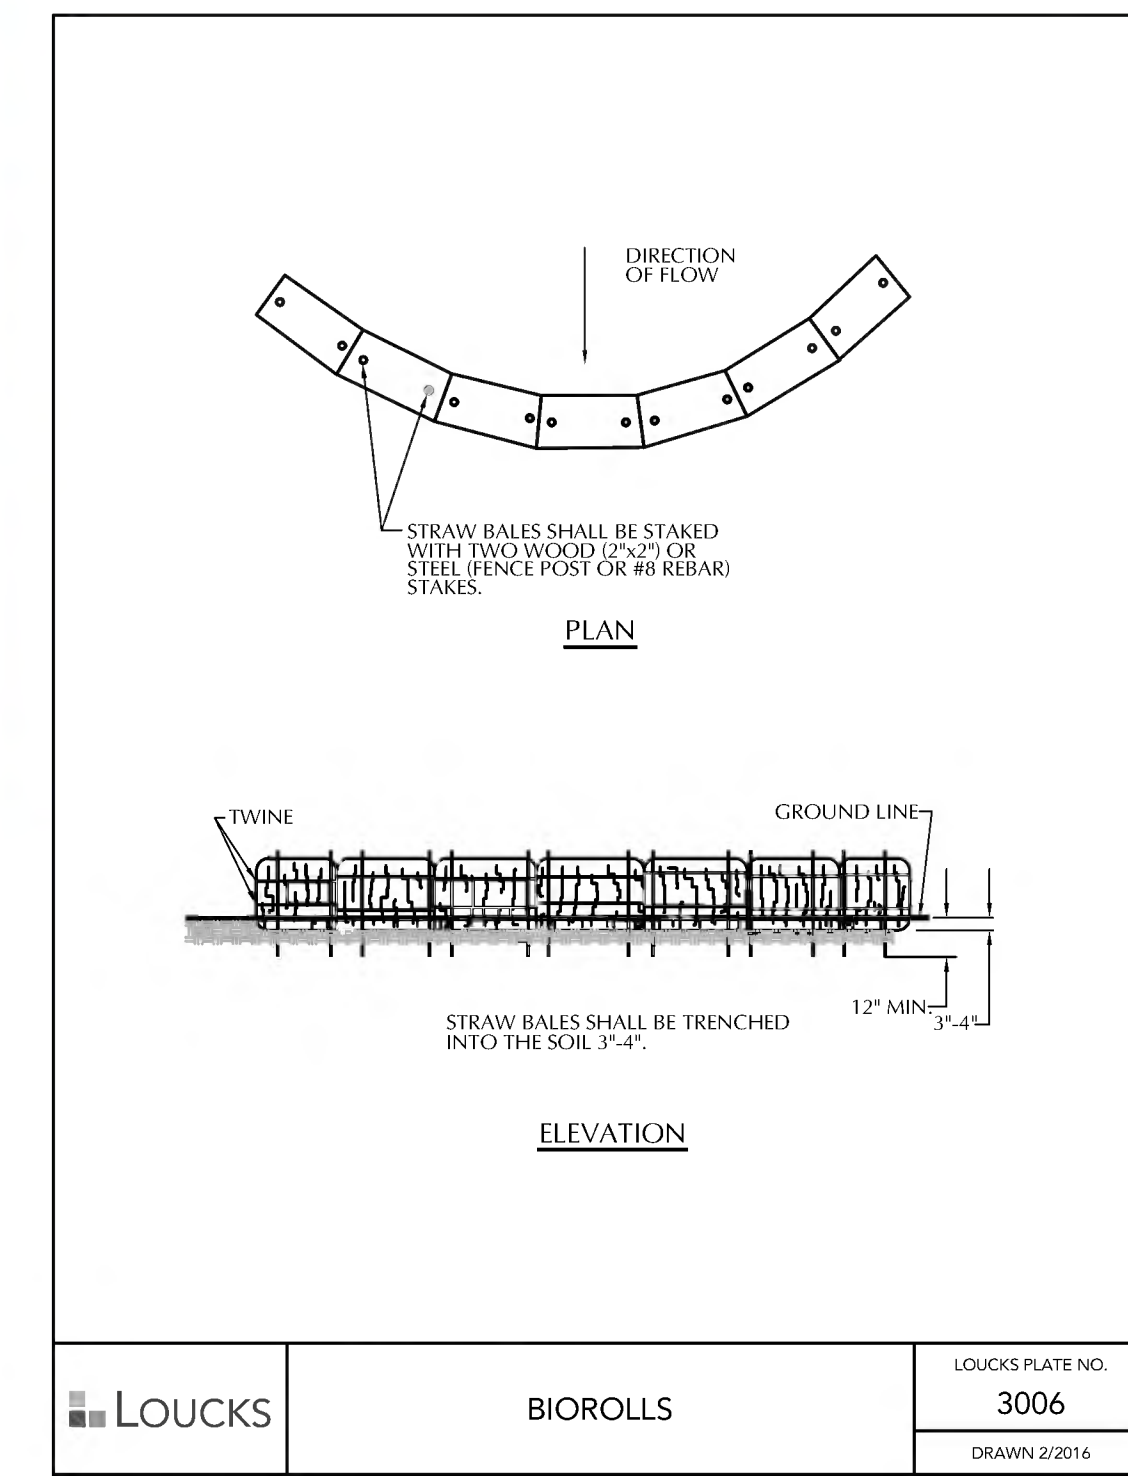 DIRECTION
OF FLOW
STRAW BALES SHALL BE STAKED
WITH TWO WOOD (2"x2") OR
STEEL (FENCE POST OR #8 REBAR)
STAKES.
PLAN
TWINE
GROUND LINE
12" MIN.
3"-4"
STRAW BALES SHALL BE TRENCHED
INTO THE SOIL 3"-4".
ELEVATION
LOUCKS
BIOROLLS
LOUCKS PLATE NO.
3006
DRAWN 2/2016